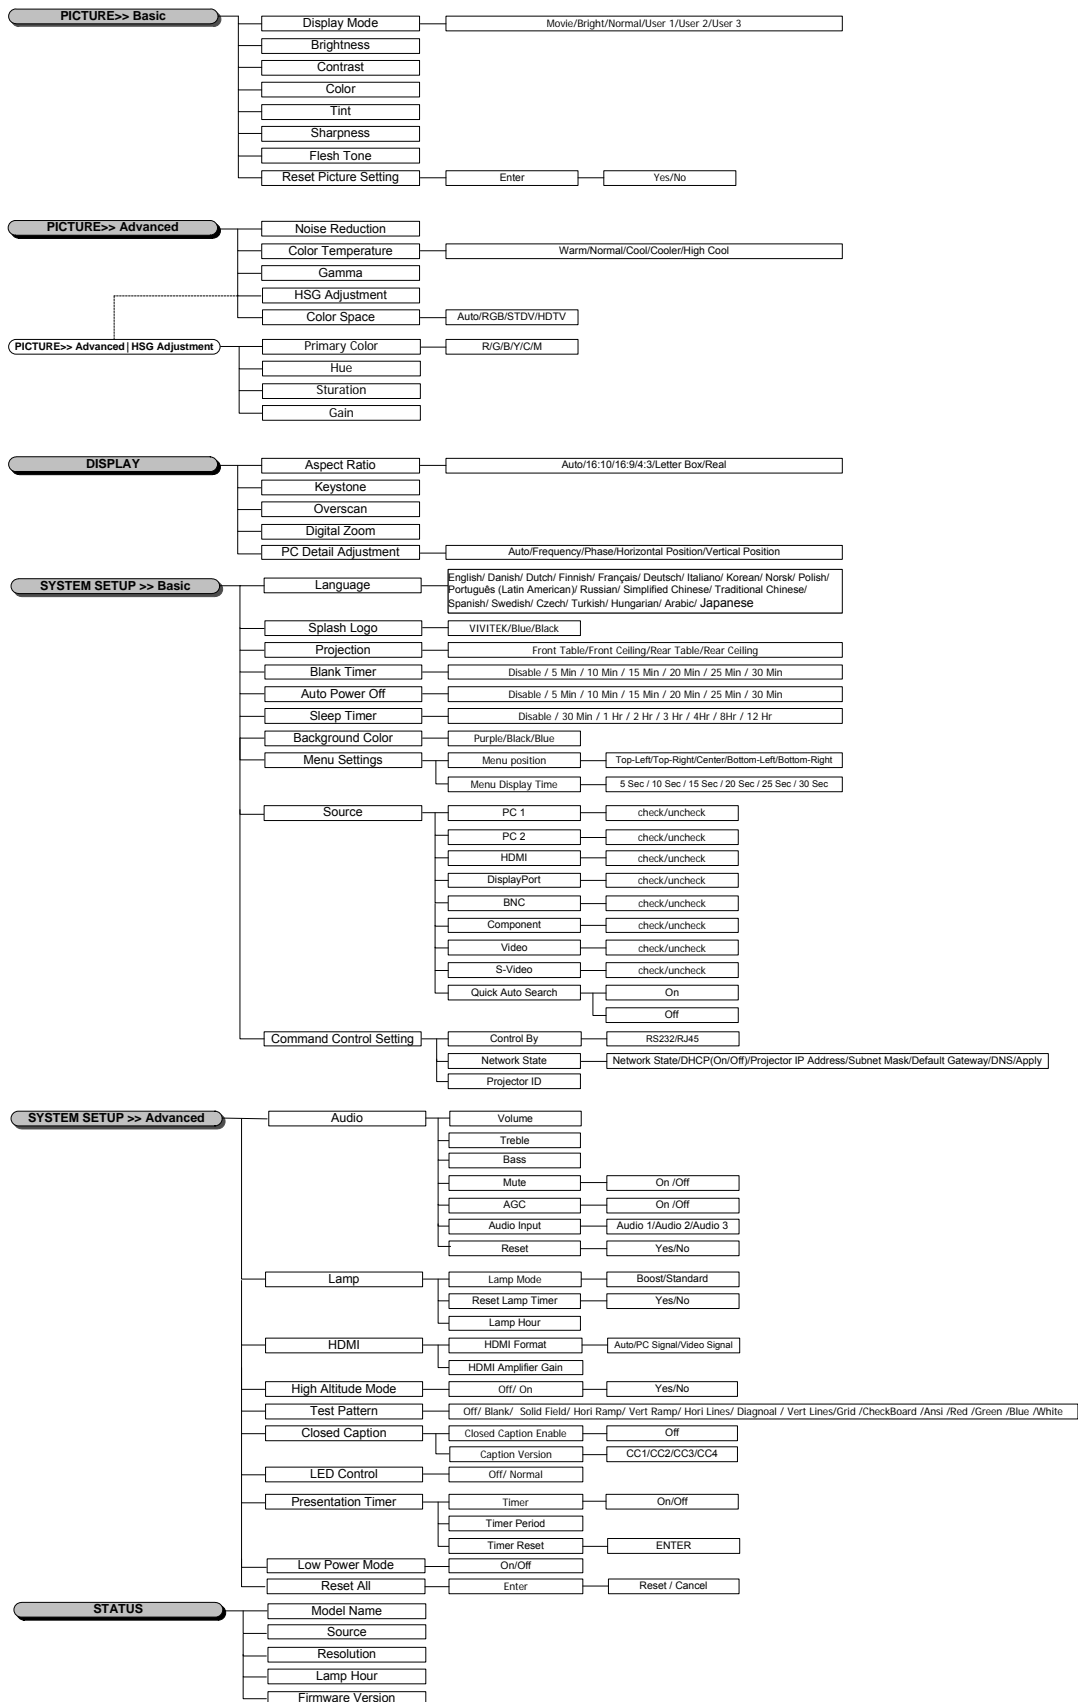 PICTURE>> Basic
Display Mode
Movie/Bright/Normal/User 1/User 2/User 3
Brightness
Contrast
Color
Tint
Sharpness
Flesh Tone
Reset Picture Setting
Enter
Yes/No
PICTURE>> Advanced
Noise Reduction
Color Temperature
Warm/Normal/Cool/Cooler/High Cool
Gamma
HSG Adjustment
Color Space
Auto/RGB/STDV/HDTV
PICTURE>> Advanced | HSG Adjustment
Primary Color
R/G/B/Y/C/M
Hue
Sturation
Gain
DISPLAY
Aspect Ratio
Auto/16:10/16:9/4:3/Letter Box/Real
Keystone
Overscan
Digital Zoom
PC Detail Adjustment
Auto/Frequency/Phase/Horizontal Position/Vertical Position
SYSTEM SETUP >> Basic
Language
English/ Danish/ Dutch/ Finnish/ Français/ Deutsch/ Italiano/ Korean/ Norsk/ Polish/
Português (Latin American)/ Russian/ Simplified Chinese/ Traditional Chinese/
Spanish/ Swedish/ Czech/ Turkish/ Hungarian/ Arabic/ Japanese
Splash Logo
VIVITEK/Blue/Black
Projection
Front Table/Front Ceiling/Rear Table/Rear Ceiling
Blank Timer
Disable / 5 Min / 10 Min / 15 Min / 20 Min / 25 Min / 30 Min
Auto Power Off
Disable / 5 Min / 10 Min / 15 Min / 20 Min / 25 Min / 30 Min
Sleep Timer
Disable / 30 Min / 1 Hr / 2 Hr / 3 Hr / 4Hr / 8Hr / 12 Hr
Background Color
Purple/Black/Blue
Menu Settings
Menu position
Top-Left/Top-Right/Center/Bottom-Left/Bottom-Right
Menu Display Time
5 Sec / 10 Sec / 15 Sec / 20 Sec / 25 Sec / 30 Sec
Source
PC 1
check/uncheck
PC 2
check/uncheck
HDMI
check/uncheck
DisplayPort
check/uncheck
BNC
check/uncheck
Component
check/uncheck
Video
check/uncheck
S-Video
check/uncheck
Quick Auto Search
On
Off
Command Control Setting
Control By
RS232/RJ45
Network State
Network State/DHCP(On/Off)/Projector IP Address/Subnet Mask/Default Gateway/DNS/Apply
Projector ID
SYSTEM SETUP >> Advanced
Audio
Volume
Treble
Bass
Mute
On /Off
AGC
On /Off
Audio Input
Audio 1/Audio 2/Audio 3
Reset
Yes/No
Lamp
Lamp Mode
Boost/Standard
Reset Lamp Timer
Yes/No
Lamp Hour
HDMI
HDMI Format
Auto/PC Signal/Video Signal
HDMI Amplifier Gain
High Altitude Mode
Off/ On
Yes/No
Test Pattern
Off/ Blank/ Solid Field/ Hori Ramp/ Vert Ramp/ Hori Lines/ Diagnoal / Vert Lines/Grid /CheckBoard /Ansi /Red /Green /Blue /White
Closed Caption
Closed Caption Enable
Off
Caption Version
CC1/CC2/CC3/CC4
LED Control
Off/ Normal
Presentation Timer
Timer
On/Off
Timer Period
Timer Reset
ENTER
Low Power Mode
On/Off
Reset All
Enter
Reset / Cancel
STATUS
Model Name
Source
Resolution
Lamp Hour
Firmware Version